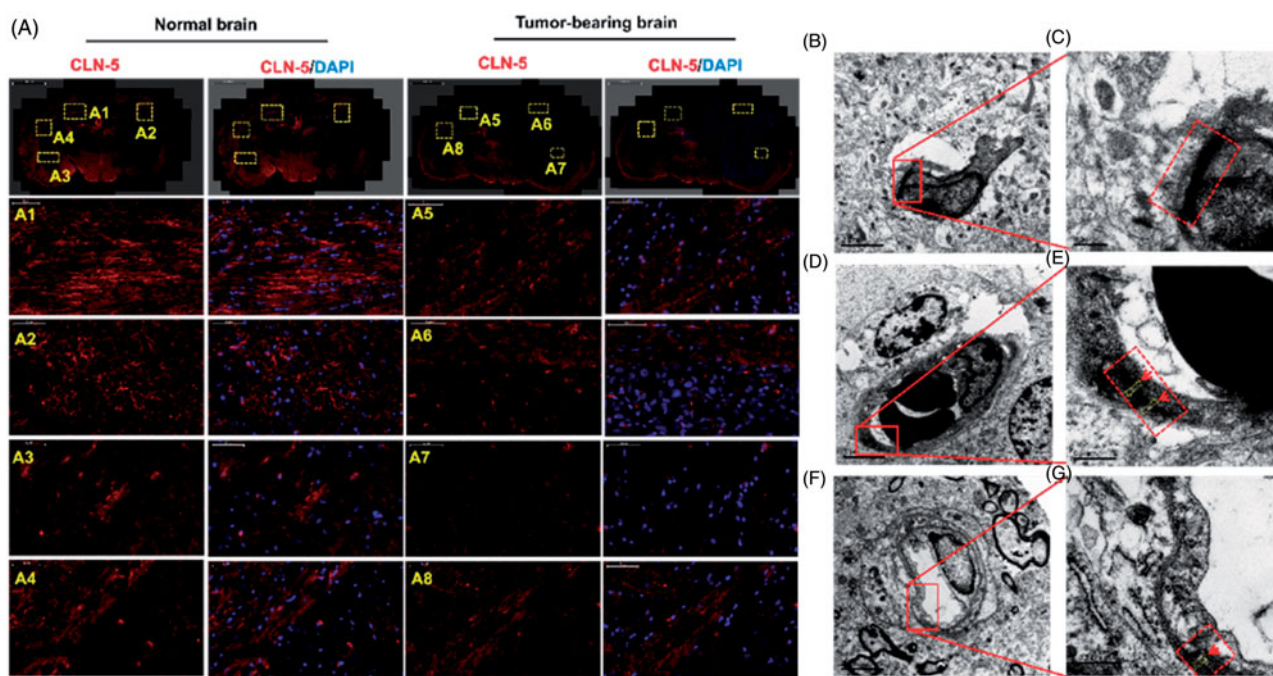 (A)
Normal brain
Tumor-bearing brain
CLN-5
CLN-5/DAPI
CLN-5
CLN-5/DAPI
A1
A2
A4
A3
A5
A6
A8
A7
A1
A5
A2
A6
A3
A7
A4
A8
(B)
(C)
(D)
(E)
(F)
(G)